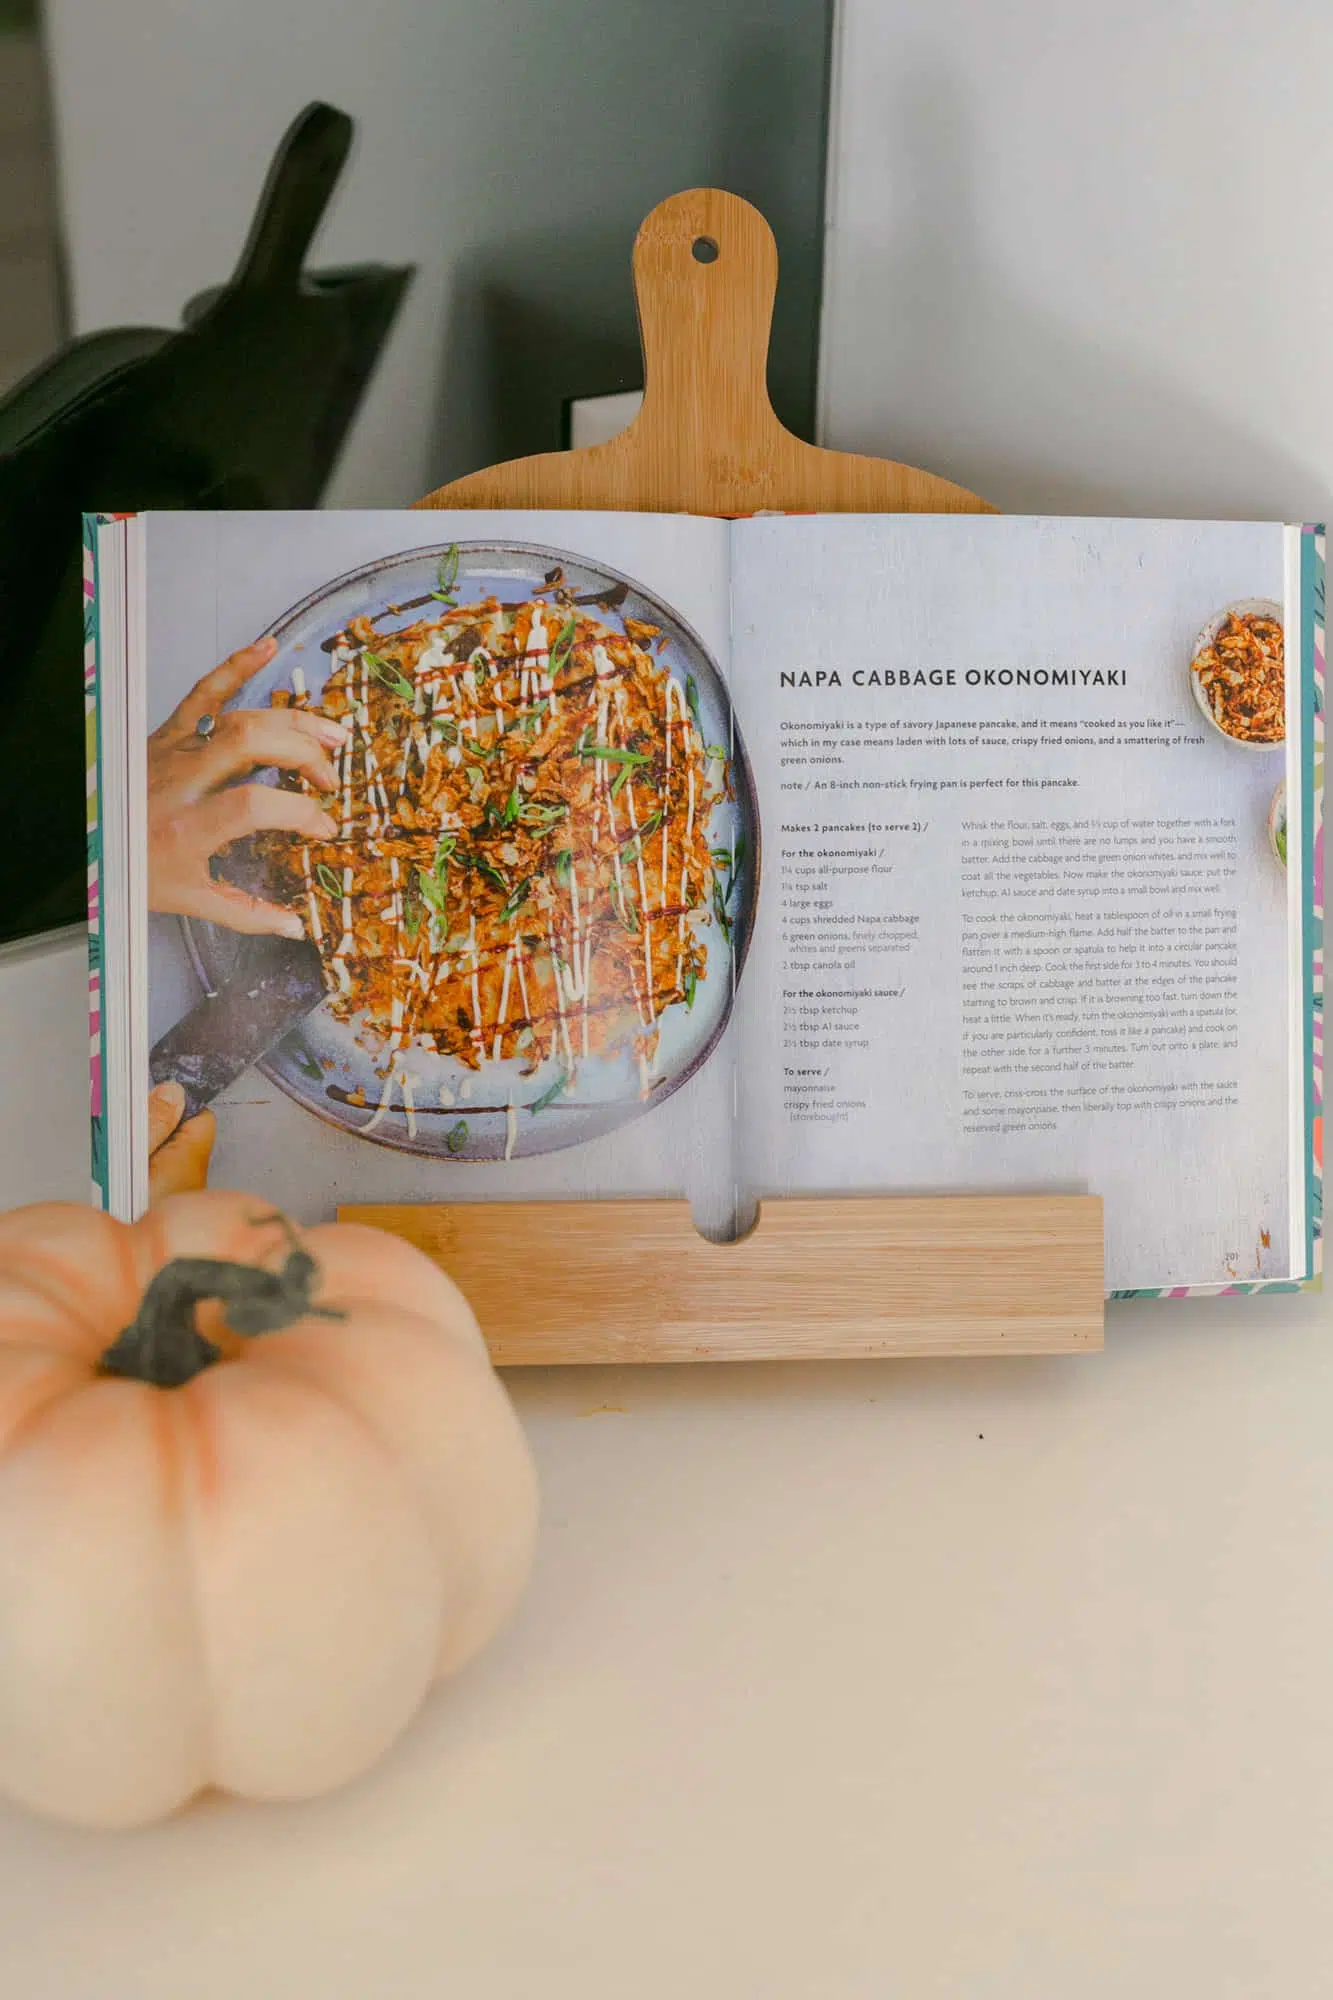 NAPA CABBAGE OKONOMIYAKI
Okonomiyaki is a type of savory Japanese pancake, and it means “cooked as you like it”—
which in my case means laden with lots of sauce, crispy fried onions, and a smattering of fresh
green onions.
note / An 8-inch non-stick frying pan is perfect for this pancake.
Makes 2 pancakes (to serve 2) /
For the okonomiyaki /
1¼ cups all-purpose flour
1¼ tsp salt
4 large eggs
4 cups shredded Napa cabbage
6 green onions, finely chopped,
whites and greens separated
2 tbsp canola oil
For the okonomiyaki sauce /
2½ tbsp ketchup
2½ tbsp A1 sauce
2½ tbsp date syrup
To serve /
mayonnaise
crispy fried onions
(storebought)
Whisk the flour, salt, eggs, and ⅔ cup of water together with a fork
in a mixing bowl until there are no lumps and you have a smooth
batter. Add the cabbage and the green onion whites, and mix well to
coat all the vegetables. Now make the okonomiyaki sauce: put the
ketchup, A1 sauce and date syrup into a small bowl and mix well.
To cook the okonomiyaki, heat a tablespoon of oil in a small frying
pan over a medium-high flame. Add half the batter to the pan and
flatten it with a spoon or spatula to help it into a circular pancake
around 1 inch deep. Cook the first side for 3 to 4 minutes. You should
see the scraps of cabbage and batter at the edges of the pancake
starting to brown and crisp. If it is browning too fast, turn down the
heat a little. When it's ready, turn the okonomiyaki with a spatula (or,
if you are particularly confident, toss it like a pancake) and cook on
the other side for a further 3 minutes. Turn out onto a plate, and
repeat with the second half of the batter.
To serve, criss-cross the surface of the okonomiyaki with the sauce
and some mayonnaise, then liberally top with crispy onions and the
reserved green onions.
201